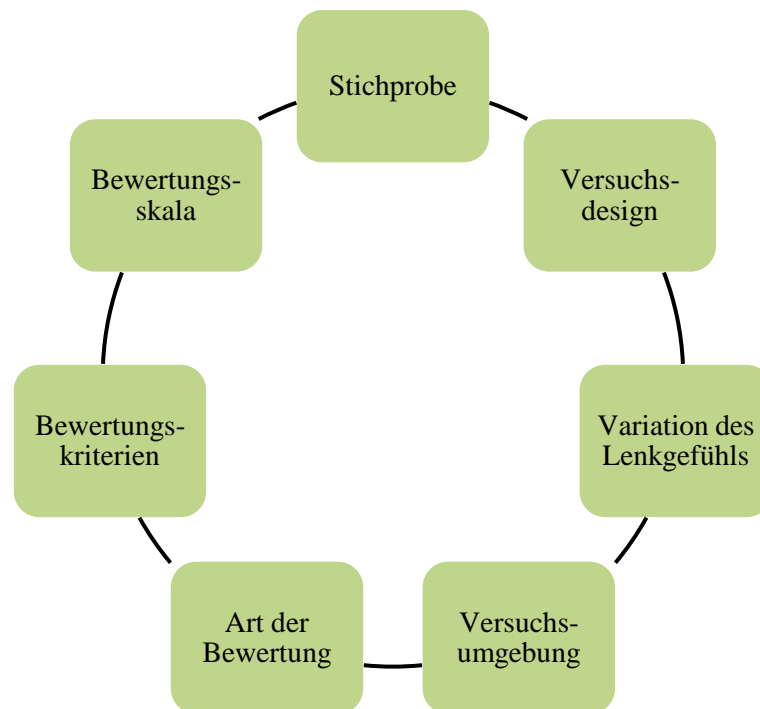 Stichprobe
Versuchs-
design
Variation des
Lenkgefühls
Versuchs-
umgebung
Art der
Bewertung
Bewertungs-
kriterien
Bewertungs-
skala